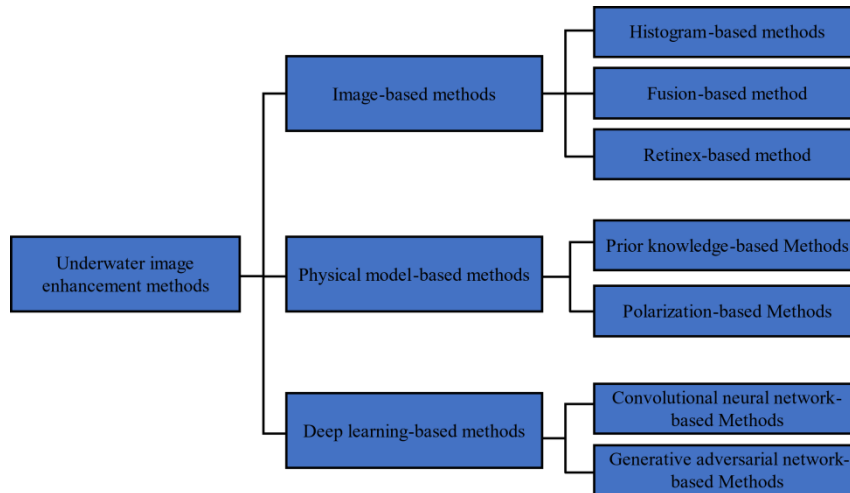 Underwater image
enhancement methods
Image-based methods
Histogram-based methods
Fusion-based method
Retinex-based method
Physical model-based methods
Prior knowledge-based Methods
Polarization-based Methods
Deep learning-based methods
Convolutional neural network-
based Methods
Generative adversarial network-
based Methods